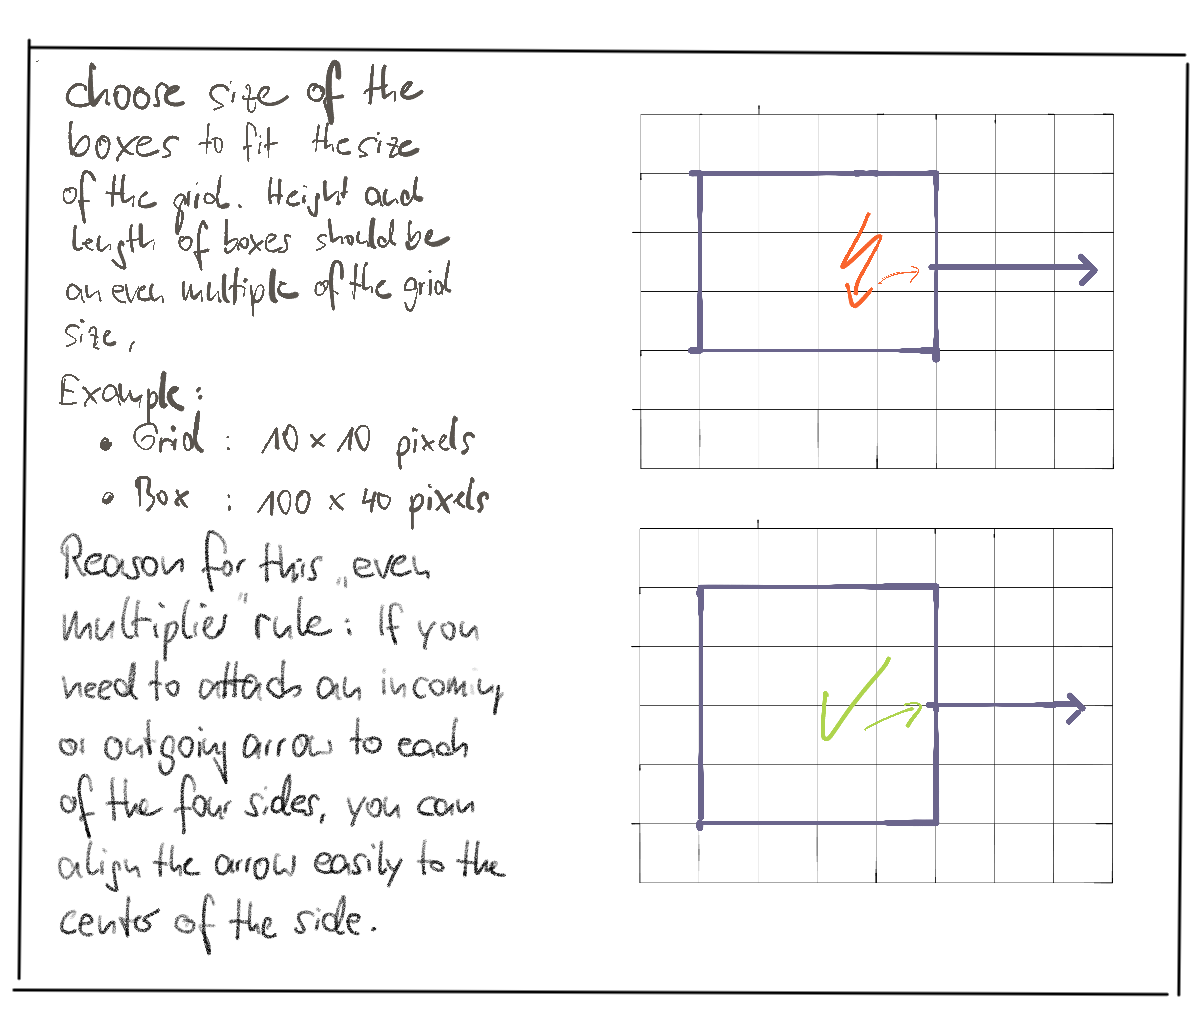 choose size of the
boxes to fit the size
of the grid. Height and
length of boxes should be
an even multiple of the grid
size,
Example:
• Grid : 10 × 10 pixels
• Box : 100 × 40 pixels
Reason for this „even
multiplier" rule: If you
need to attach an incoming
or outgoing arrow to each
of the four sides, you can
align the arrow easily to the
center of the side.